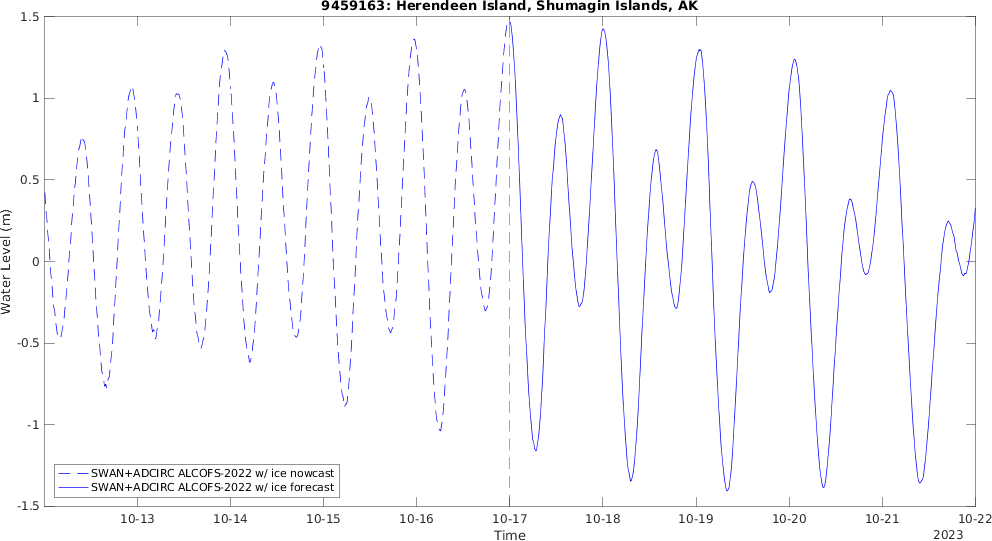 9459163: Herendeen Island, Shumagin Islands, AK
1.5
1
0.5
0
-0.5
-1
-1.5
Water Level (m)
SWAN+ADCIRC ALCOFS-2022 w/ ice nowcast
SWAN+ADCIRC ALCOFS-2022 w/ ice forecast
10-13 10-14 10-15 10-16 10-17 10-18 10-19 10-20 10-21 10-22
Time
2023